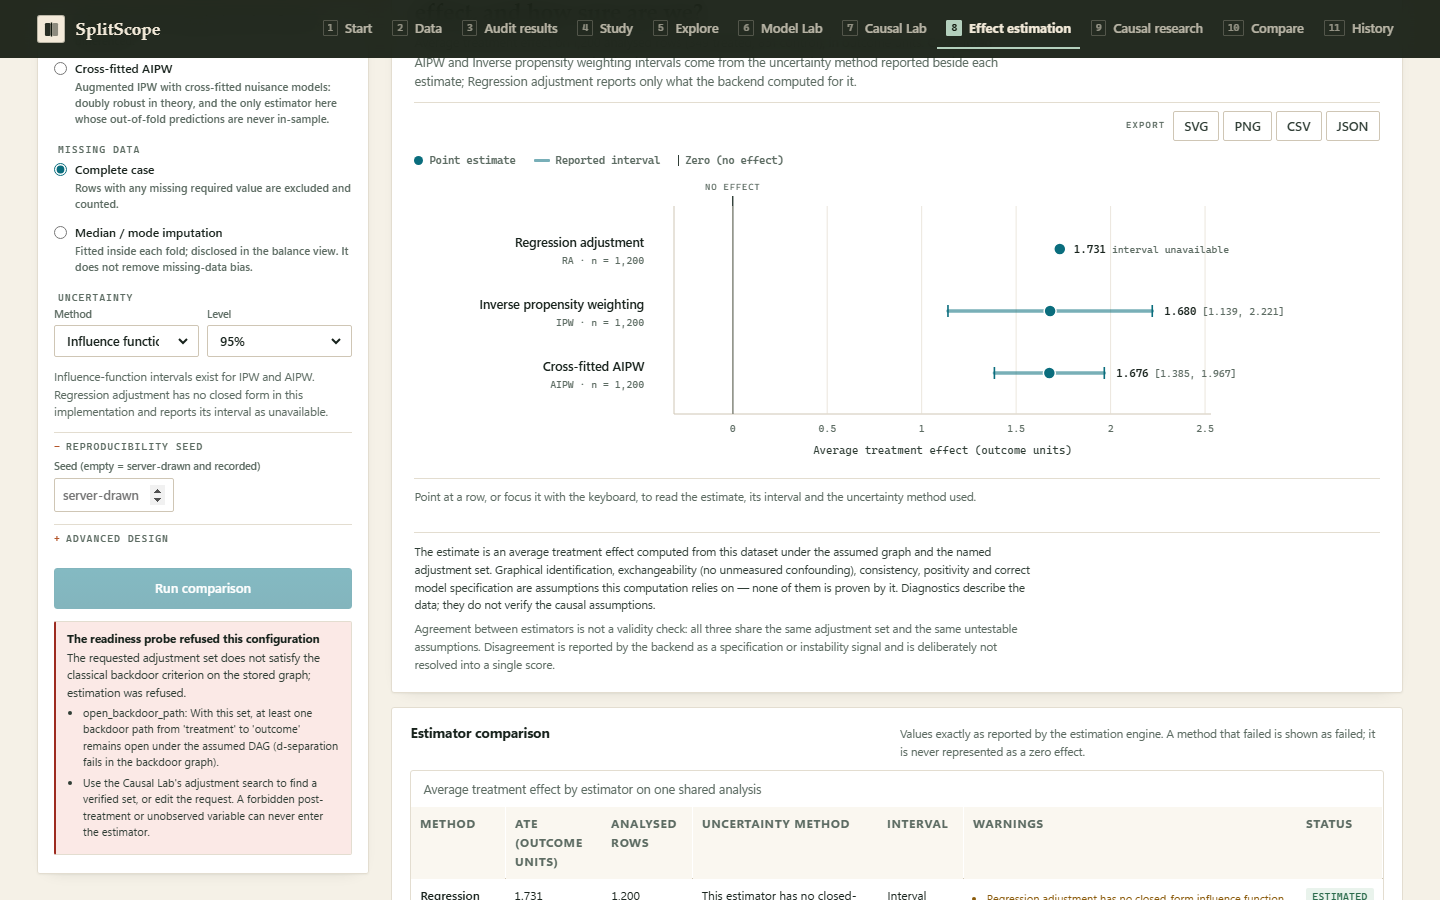 SplitScope
1 Start
2 Data
3 Audit results
4 Study
5 Explore
6 Model Lab
7 Causal Lab
8 Effect estimation
9 Causal research
10 Compare
11 History
Cross-fitted AIPW
Augmented IPW with cross-fitted nuisance models:
doubly robust in theory, and the only estimator here
whose out-of-fold predictions are never in-sample.
MISSING DATA
Complete case
Rows with any missing required value are excluded and
counted.
Median / mode imputation
Fitted inside each fold; disclosed in the balance view. It
does not remove missing-data bias.
UNCERTAINTY
Method
Level
Influence functic
95%
Influence-function intervals exist for IPW and AIPW.
Regression adjustment has no closed form in this
implementation and reports its interval as unavailable.
– REPRODUCIBILITY SEED
Seed (empty = server-drawn and recorded)
server-drawn
+ ADVANCED DESIGN
Run comparison
The readiness probe refused this configuration
The requested adjustment set does not satisfy the
classical backdoor criterion on the stored graph;
estimation was refused.
• open_backdoor_path: With this set, at least one
backdoor path from 'treatment' to 'outcome'
remains open under the assumed DAG (d-separation
fails in the backdoor graph).
• Use the Causal Lab's adjustment search to find a
verified set, or edit the request. A forbidden post-
treatment or unobserved variable can never enter
the estimator.
AIPW and Inverse propensity weighting intervals come from the uncertainty method reported beside each
estimate; Regression adjustment reports only what the backend computed for it.
EXPORT
SVG
PNG
CSV
JSON
Point estimate
Reported interval
Zero (no effect)
NO EFFECT
Regression adjustment
RA · n = 1,200
1.731 interval unavailable
Inverse propensity weighting
IPW · n = 1,200
1.680 [1.139, 2.221]
Cross-fitted AIPW
AIPW · n = 1,200
1.676 [1.385, 1.967]
0
0.5
1
1.5
2
2.5
Average treatment effect (outcome units)
Point at a row, or focus it with the keyboard, to read the estimate, its interval and the uncertainty method used.
The estimate is an average treatment effect computed from this dataset under the assumed graph and the named
adjustment set. Graphical identification, exchangeability (no unmeasured confounding), consistency, positivity and correct
model specification are assumptions this computation relies on — none of them is proven by it. Diagnostics describe the
data; they do not verify the causal assumptions.
Agreement between estimators is not a validity check: all three share the same adjustment set and the same untestable
assumptions. Disagreement is reported by the backend as a specification or instability signal and is deliberately not
resolved into a single score.
Estimator comparison
Values exactly as reported by the estimation engine. A method that failed is shown as failed; it
is never represented as a zero effect.
Average treatment effect by estimator on one shared analysis
METHOD
ATE
(OUTCOME
UNITS)
ANALYSED
ROWS
UNCERTAINTY METHOD
INTERVAL
WARNINGS
STATUS
Regression
1.731
1,200
This estimator has no closed-
Interval
• Regression adjustment has no closed-form influence function
ESTIMATED